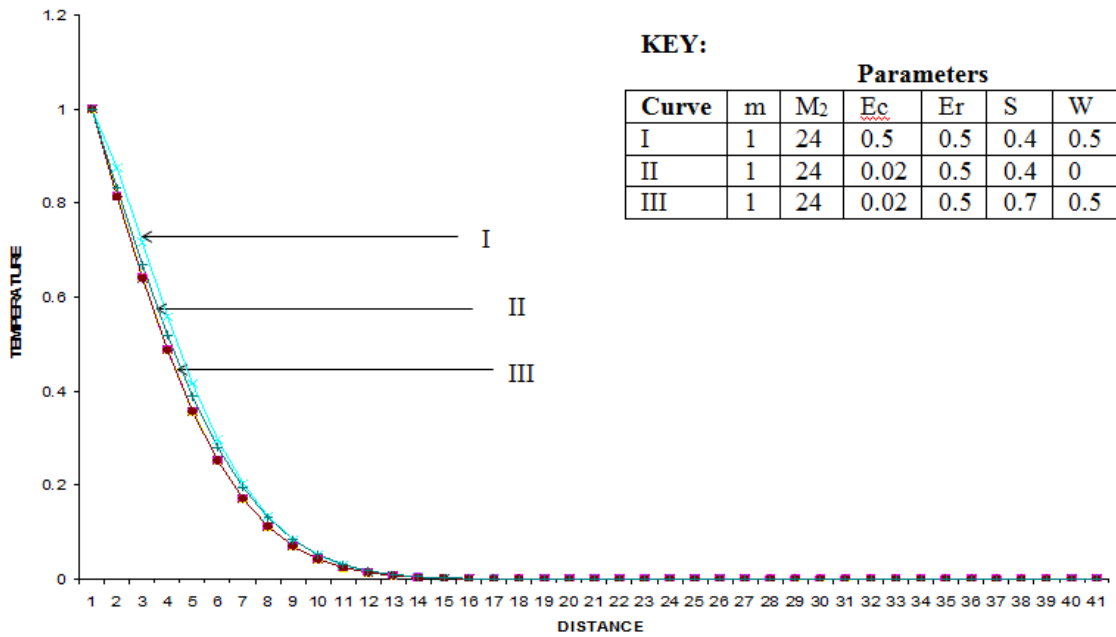 1.2
1
0.8
0.6
0.4
0.2
0
TEMPERATURE
I
II
III
KEY:
Parameters
Curve m M2 Ec Er S W
I 1 24 0.5 0.5 0.4 0.5
II 1 24 0.02 0.5 0.4 0
III 1 24 0.02 0.5 0.7 0.5
1 2 3 4 5 6 7 8 9 10 11 12 13 14 15 16 17 18 19 20 21 22 23 24 25 26 27 28 29 30 31 32 33 34 35 36 37 38 39 40 41
DISTANCE